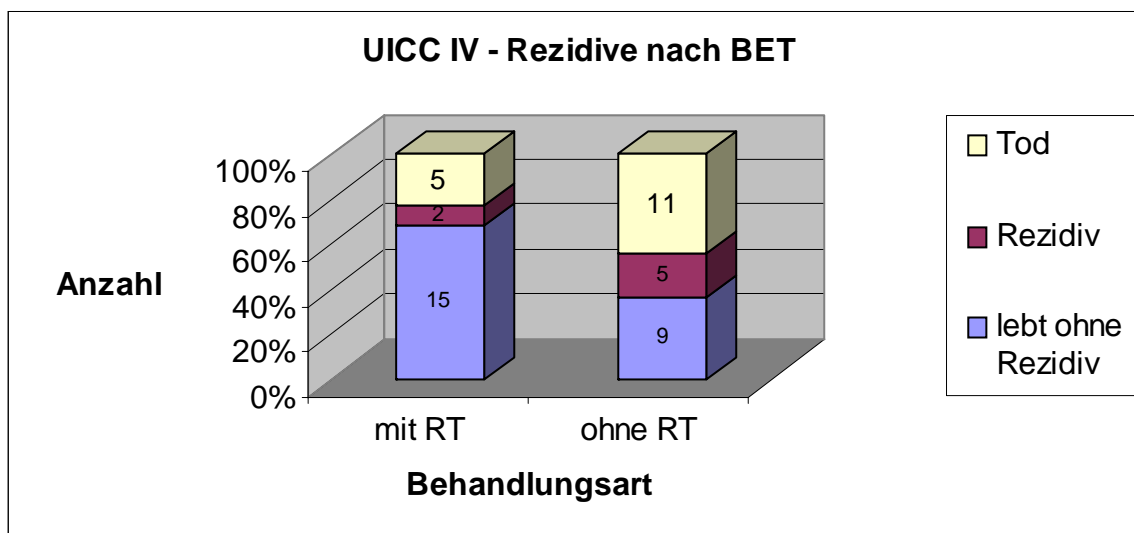 UICC IV - Rezidive nach BET
100%
80%
60%
40%
20%
0%
Anzahl
5
2
15
11
5
9
mit RT
ohne RT
Behandlungsart
Tod
Rezidiv
lebt ohne
Rezidiv